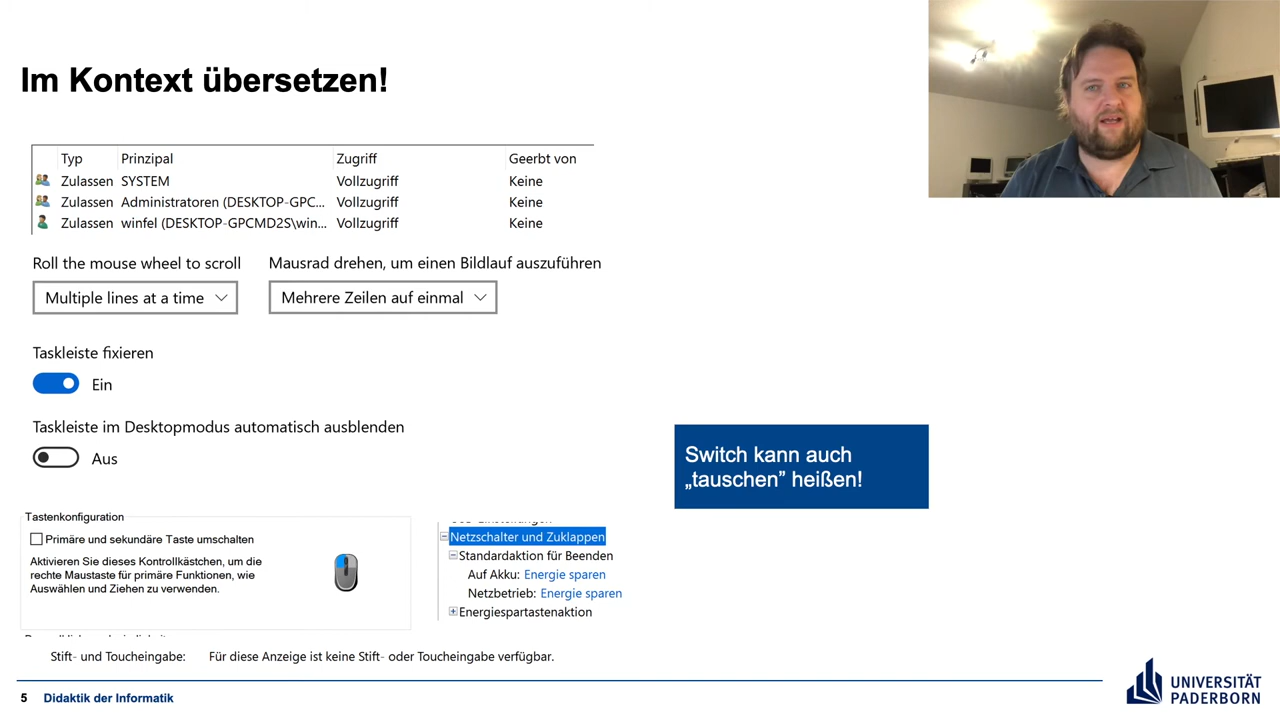 Im Kontext übersetzen!
Typ Prinzipal Zugriff Geerbt von
Zulassen SYSTEM Vollzugriff Keine
Zulassen Administratoren (DESKTOP-GPC... Vollzugriff Keine
Zulassen winfel (DESKTOP-GPCMD2S\win... Vollzugriff Keine
Roll the mouse wheel to scroll
Multiple lines at a time
Mausrad drehen, um einen Bildlauf auszuführen
Mehrere Zeilen auf einmal
Taskleiste fixieren
Ein
Taskleiste im Desktopmodus automatisch ausblenden
Aus
Switch kann auch
„tauschen” heißen!
Tastenkonfiguration
Primäre und sekundäre Taste umschalten
Aktivieren Sie dieses Kontrollkästchen, um die
rechte Maustaste für primäre Funktionen, wie
Auswählen und Ziehen zu verwenden.
Netzschalter und Zuklappen
Standardaktion für Beenden
Auf Akku: Energie sparen
Netzbetrieb: Energie sparen
Energiespartastenaktion
Stift- und Toucheingabe: Für diese Anzeige ist keine Stift- oder Toucheingabe verfügbar.
5 Didaktik der Informatik
UNIVERSITÄT
PADERBORN